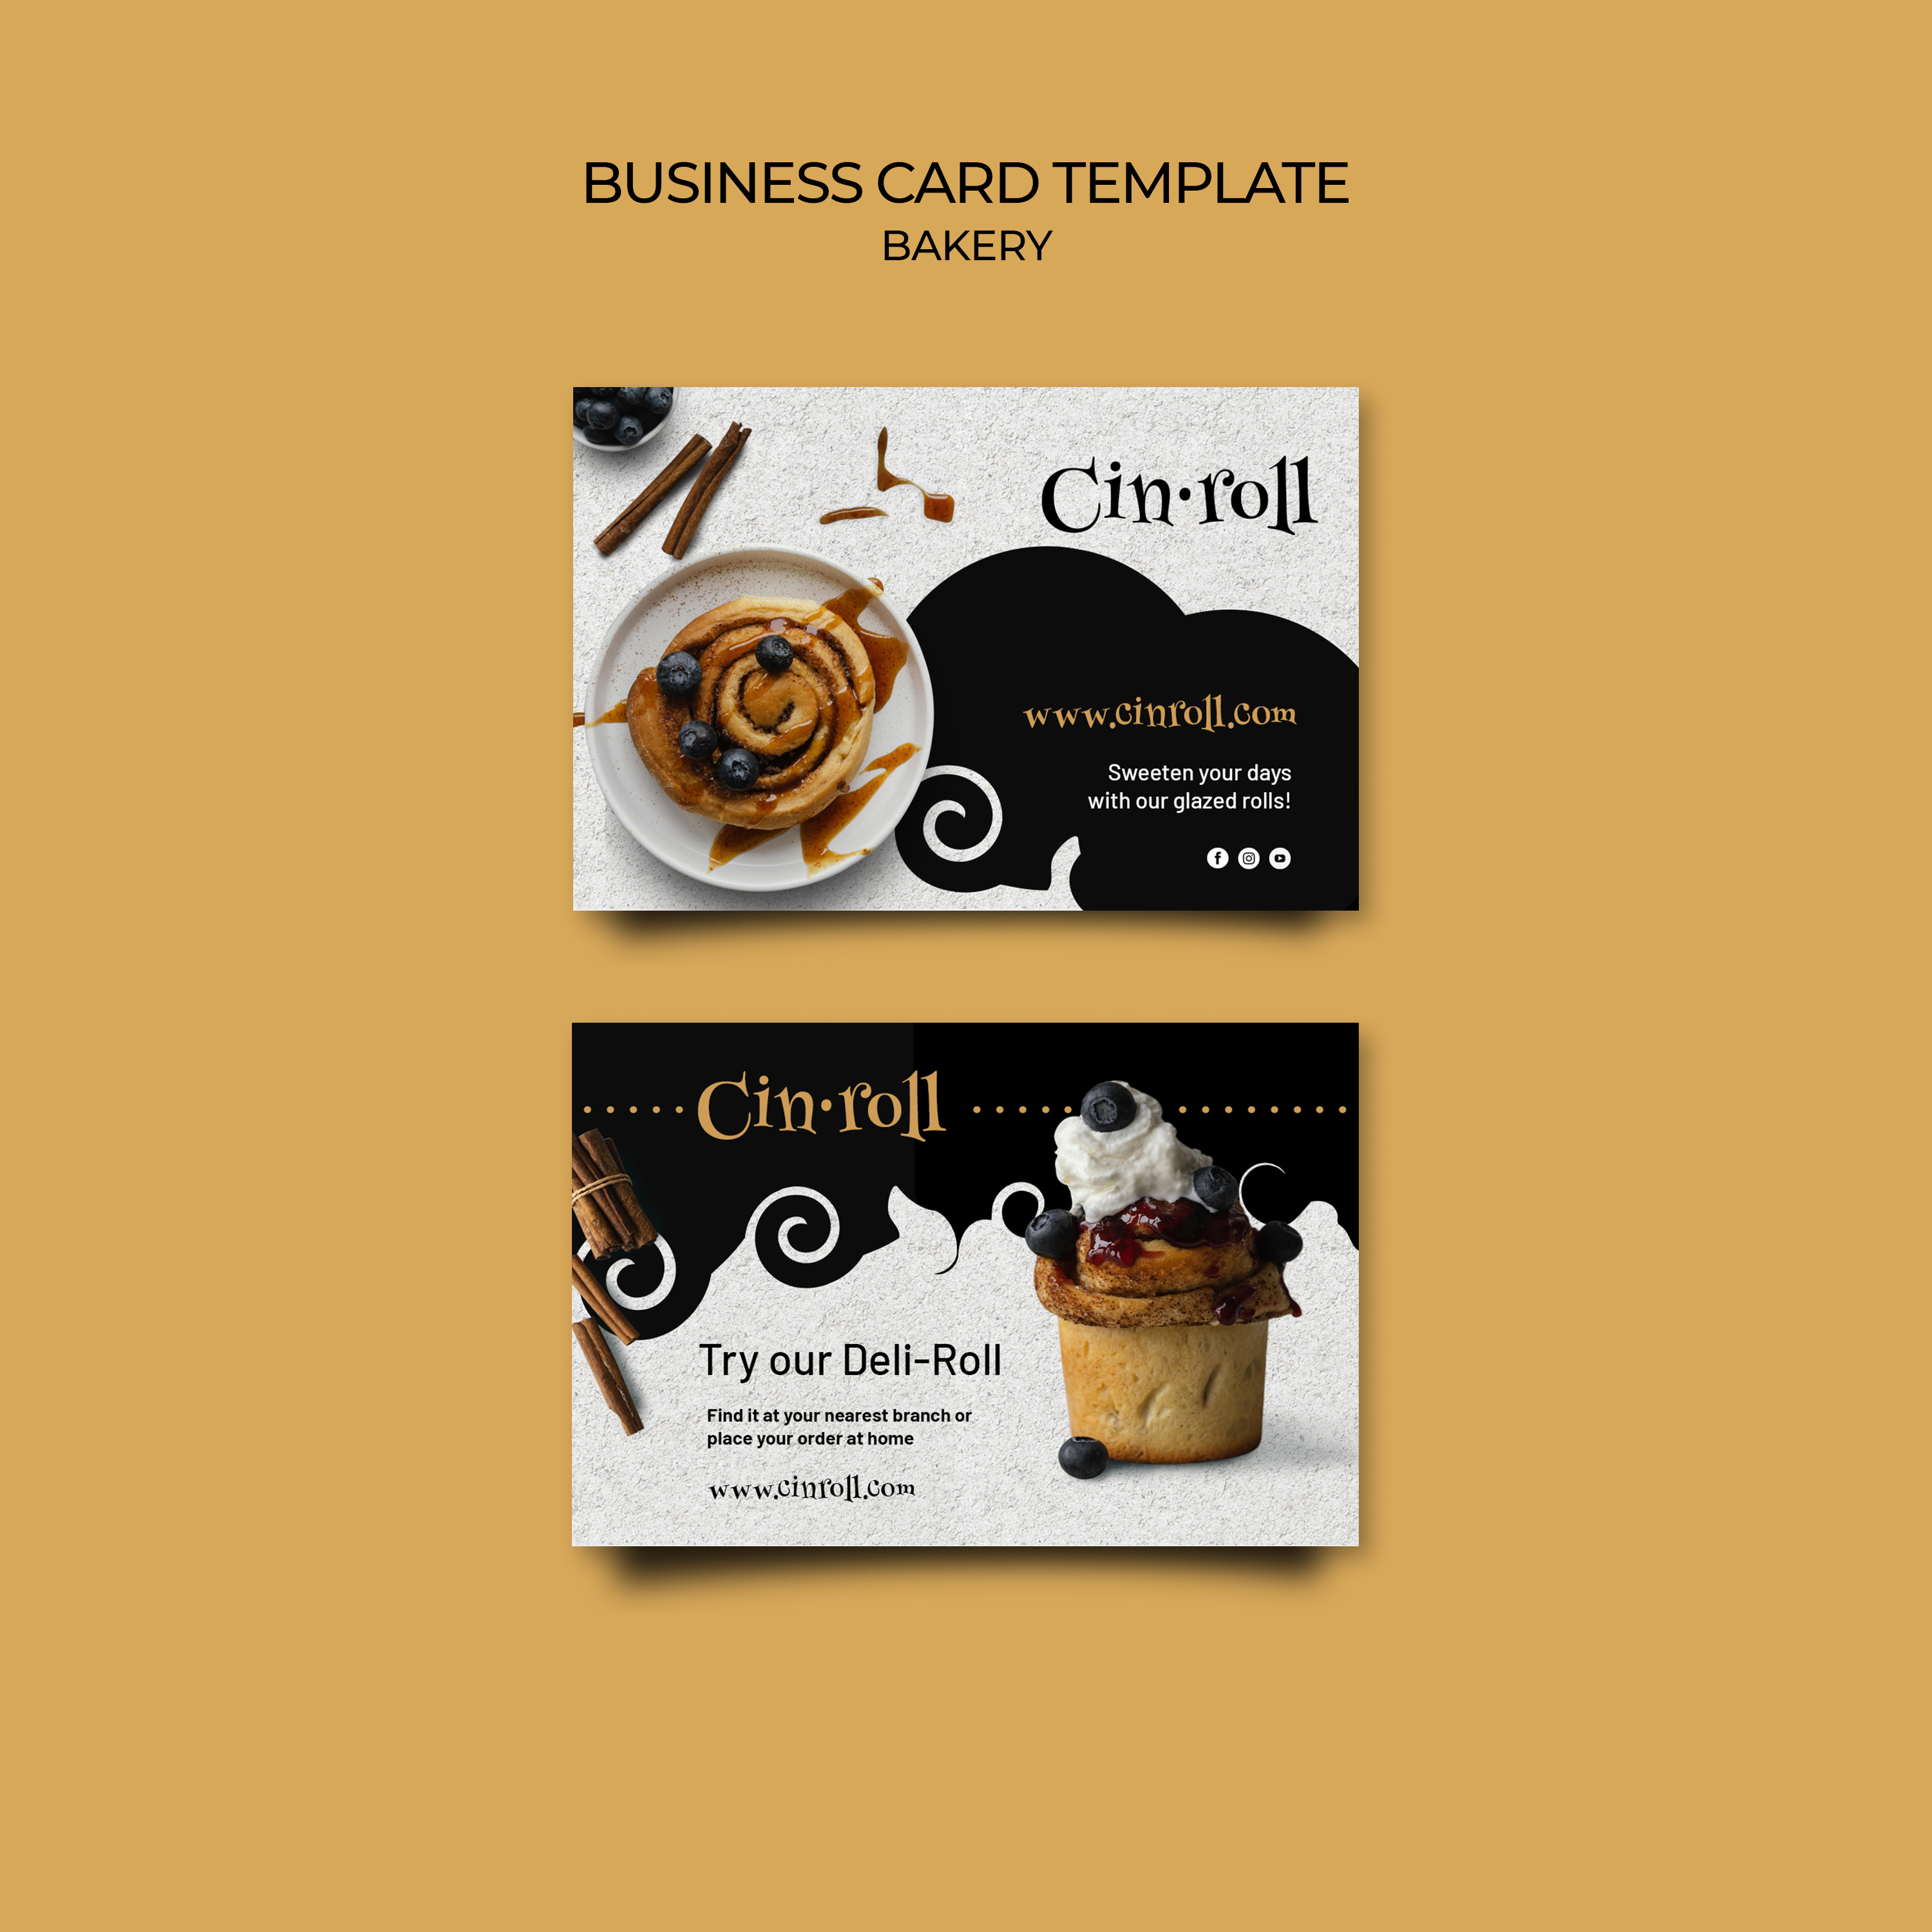 BUSINESS CARD TEMPLATE
BAKERY
Cin•roll
www.cinroll.com
Sweeten your days
with our glazed rolls!
Cin•roll
Try our Deli-Roll
Find it at your nearest branch or
place your order at home
www.cinroll.com